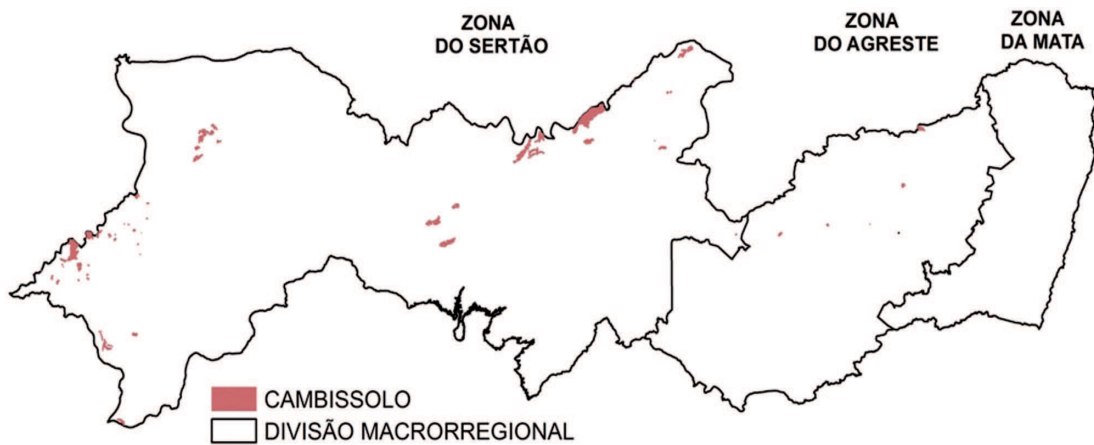 ZONA
DO SERTÃO
ZONA
DO AGRESTE
ZONA
DA MATA
CAMBISSOLO
DIVISÃO MACRORREGIONAL